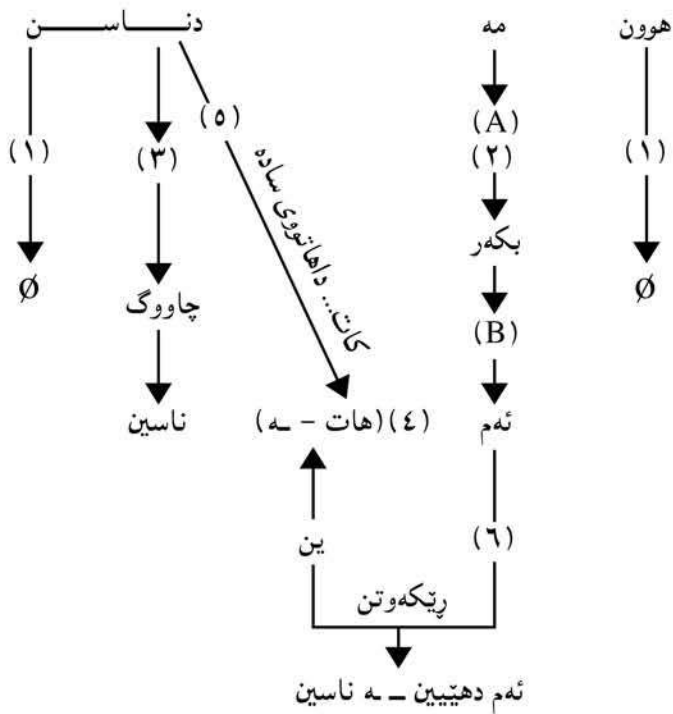 هوون مه دنـــــاســـــن
(A)
(١) (٢) (٣) (٥) (١)
کات... داهاتووی ساده
بکەر
Ø چاووگ Ø
(B)
ئەم (٤)(هات - ـە) ناسین
(٦) ین
ڕێکەوتن
ئەم دهێیین ـ ـە ناسین